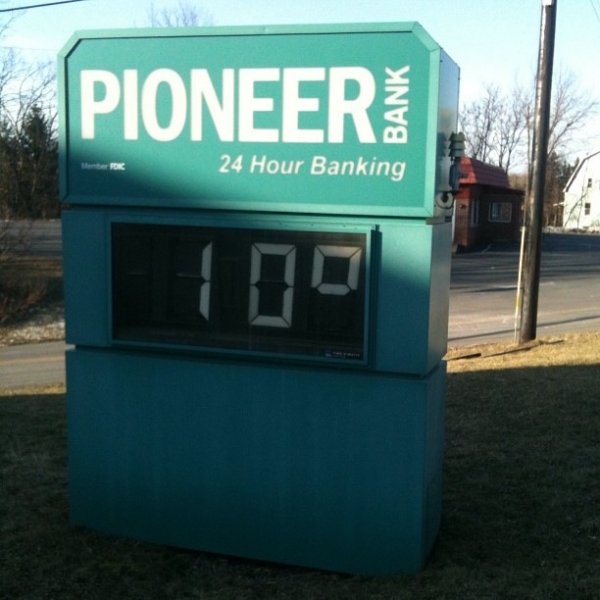 PIONEER
BANK
Member FDIC
24 Hour Banking
10°